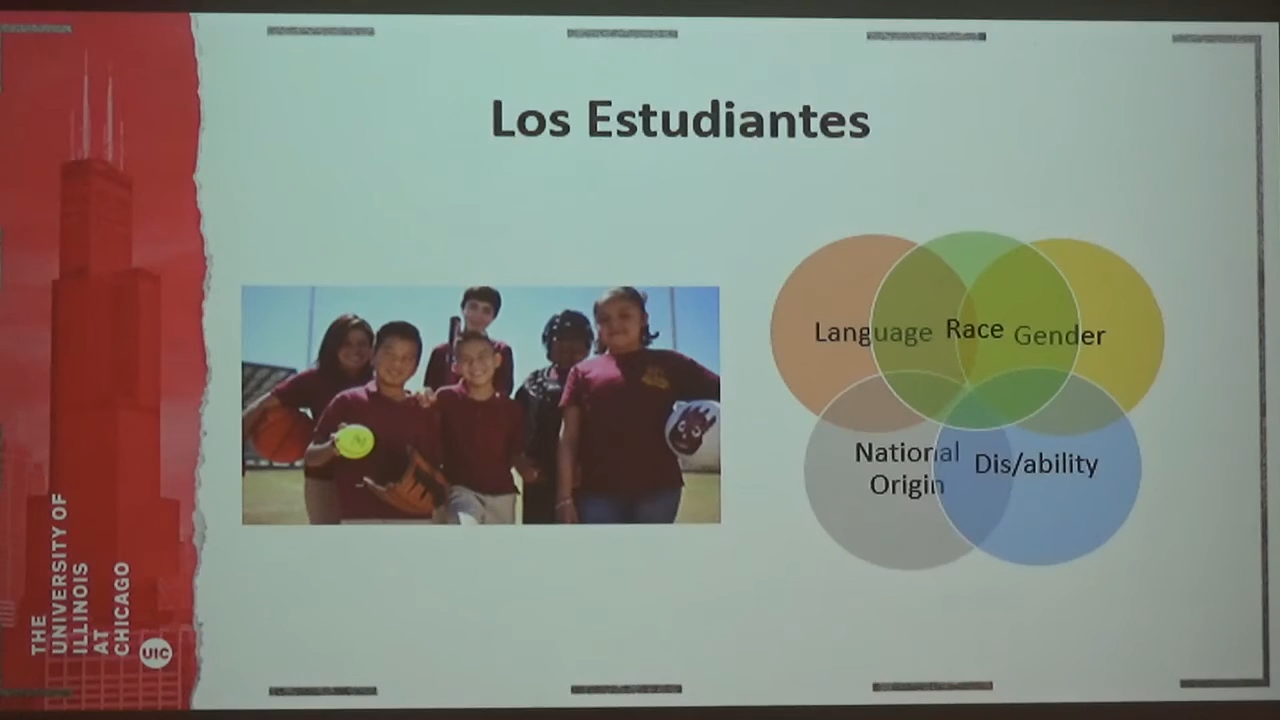 Los Estudiantes
Language
Race
Gender
National
Origin
Dis/ability
THE
UNIVERSITY OF
ILLINOIS
AT
CHICAGO
UIC